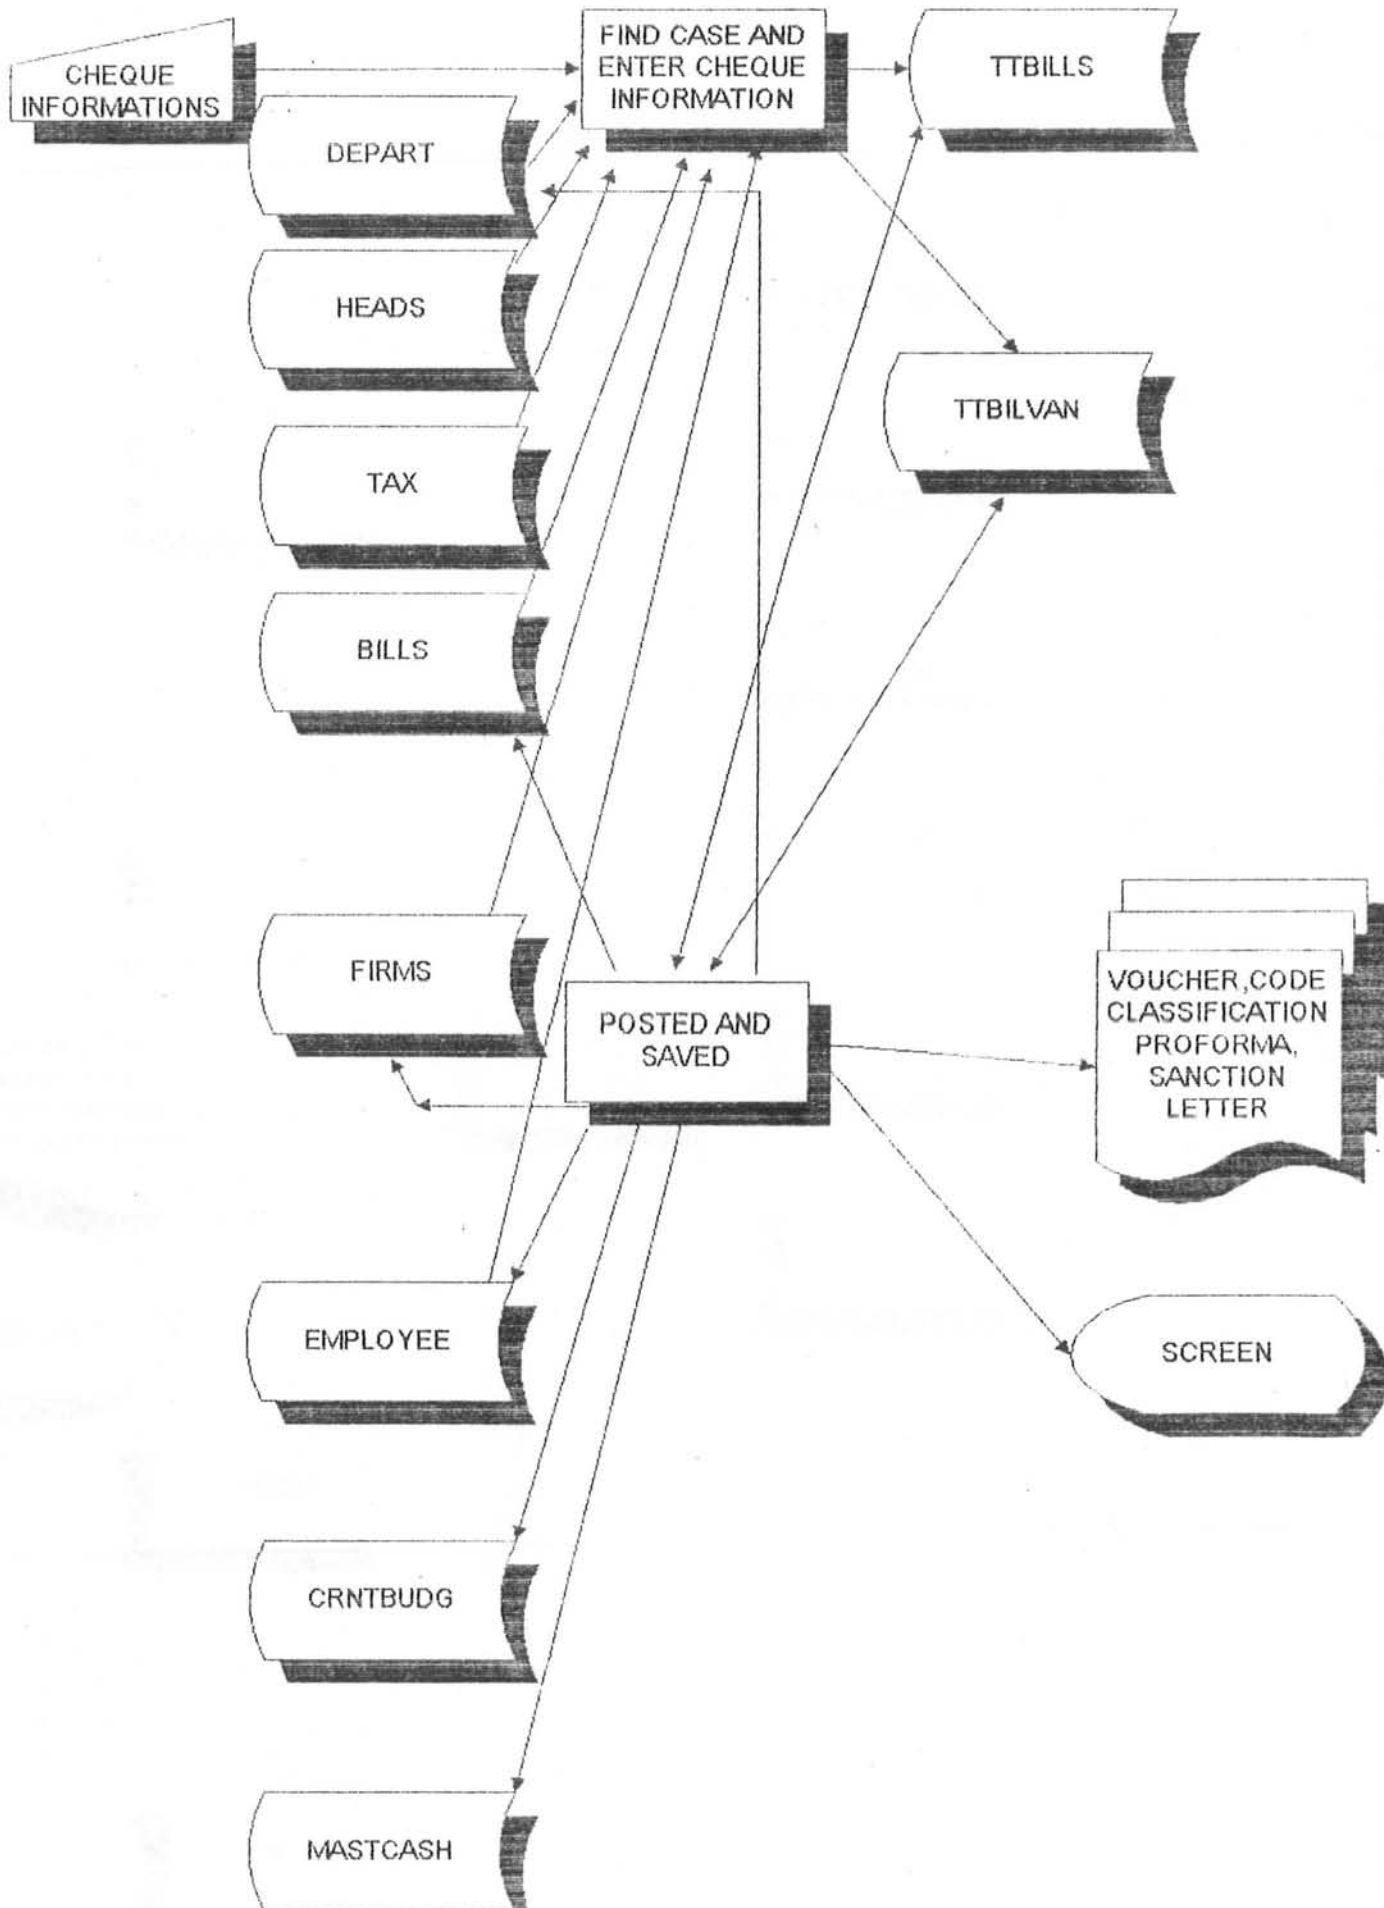 CHEQUE
INFORMATIONS
FIND CASE AND
ENTER CHEQUE
INFORMATION
TTBILLS
DEPART
HEADS
TTBILVAN
TAX
BILLS
FIRMS
POSTED AND
SAVED
VOUCHER,CODE
CLASSIFICATION
PROFORMA,
SANCTION
LETTER
EMPLOYEE
SCREEN
CRNTBUDG
MASTCASH